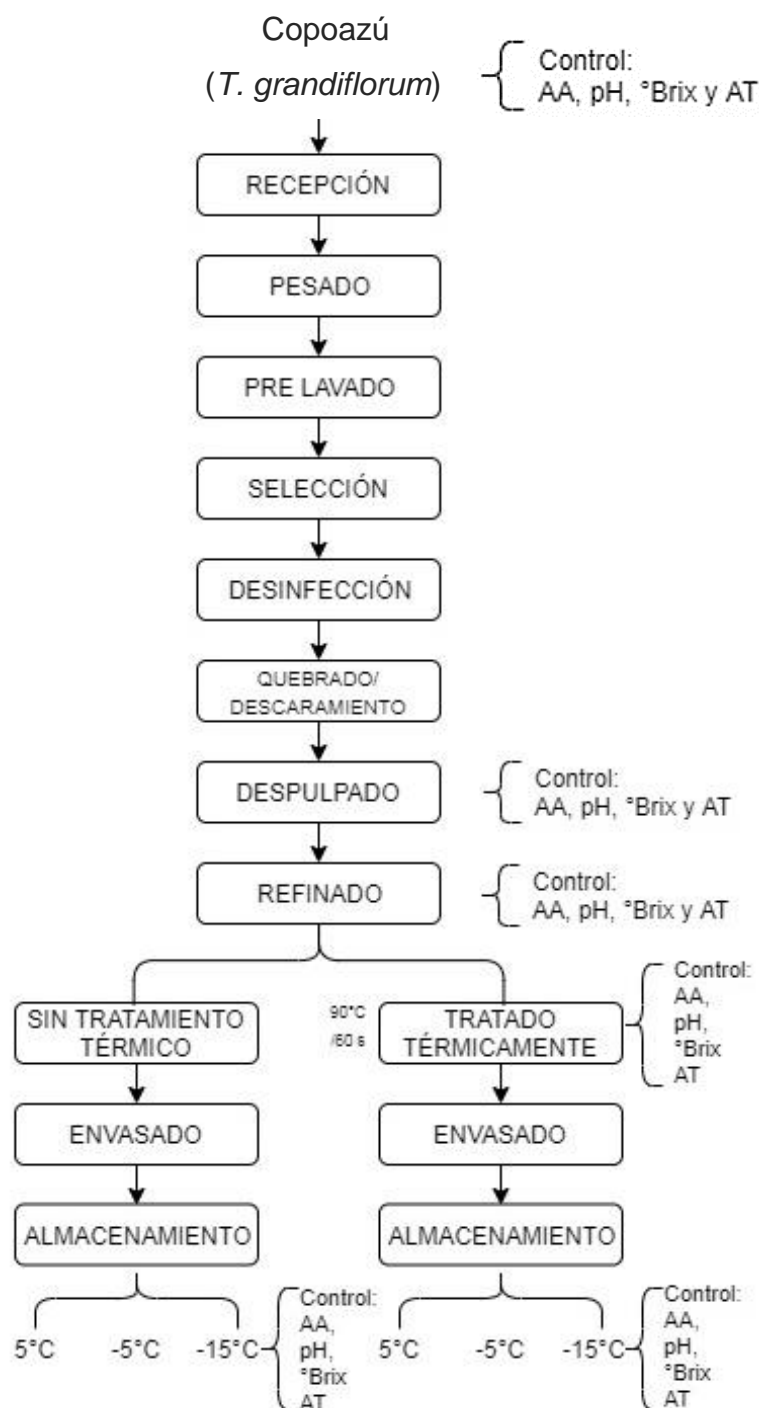 Copoazú
(T. grandiflorum)
Control:
AA, pH, °Brix y AT
RECEPCIÓN
PESADO
PRE LAVADO
SELECCIÓN
DESINFECCIÓN
QUEBRADO/
DESCARAMIENTO
DESPULPADO
Control:
AA, pH, °Brix y AT
REFINADO
Control:
AA, pH, °Brix y AT
SIN TRATAMIENTO
TÉRMICO
90°C
/60 s
TRATADO
TÉRMICAMENTE
Control:
AA,
pH,
°Brix
AT
ENVASADO
ENVASADO
ALMACENAMIENTO
ALMACENAMIENTO
5°C
-5°C
-15°C
Control:
AA,
pH,
°Brix
AT
5°C
-5°C
-15°C
Control:
AA,
pH,
°Brix
AT